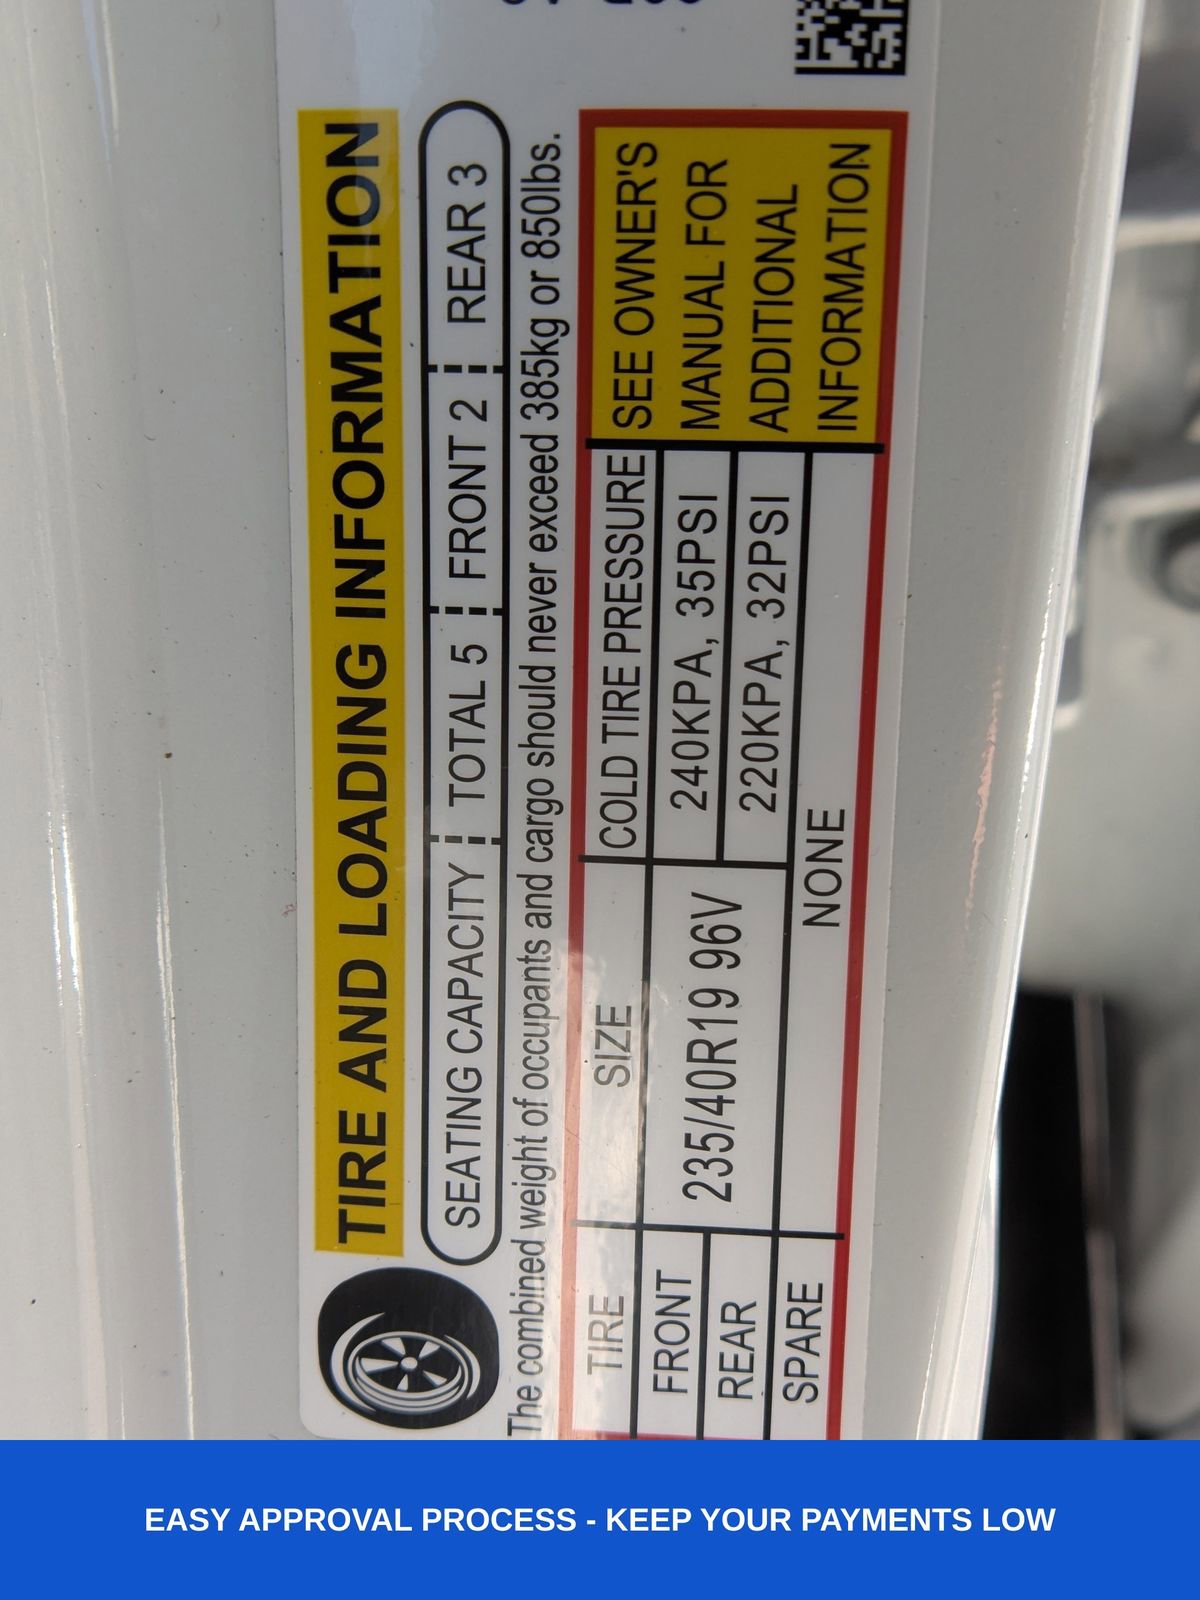 TIRE AND LOADING INFORMATION
SEATING CAPACITY TOTAL 5 FRONT 2 REAR 3
The combined weight of occupants and cargo should never exceed 385kg or 850lbs.
TIRE SIZE COLD TIRE PRESSURE
FRONT 235/40R19 96V 240KPA, 35PSI
REAR 220KPA, 32PSI
SPARE NONE
SEE OWNER'S
MANUAL FOR
ADDITIONAL
INFORMATION
EASY APPROVAL PROCESS - KEEP YOUR PAYMENTS LOW